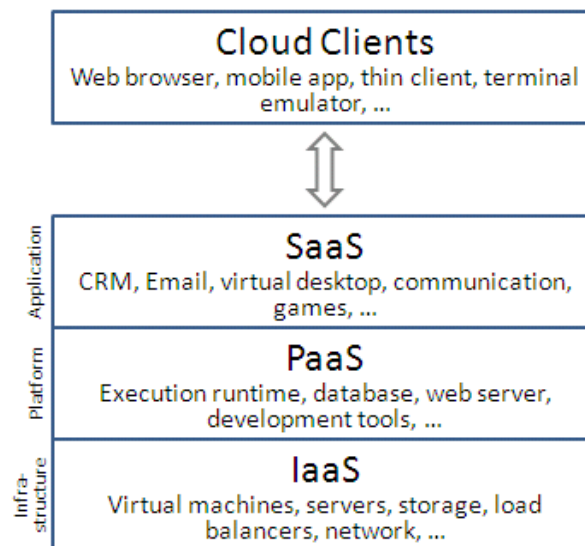 Cloud Clients
Web browser, mobile app, thin client, terminal
emulator, ...
Application
SaaS
CRM, Email, virtual desktop, communication,
games, ...
Platform
PaaS
Execution runtime, database, web server,
development tools, ...
Infra-
structure
IaaS
Virtual machines, servers, storage, load
balancers, network, ...